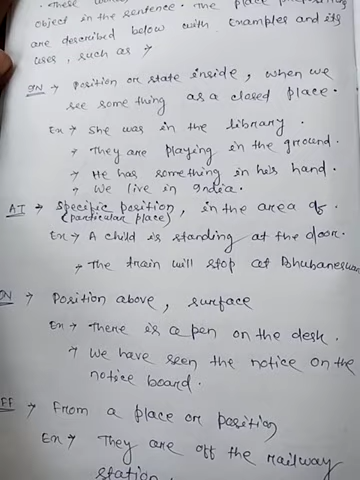 These
object in the sentence. The place preposition
are described below with Examples and its
uses, such as →
IN → Position or state inside, when we
see something as a closed place.
Ex → She was in the library.
→ They are playing in the ground.
→ He has something in his hand.
→ We live in India.
AT → Specific position, in the area of.
(particular place)
Ex → A child is standing at the door.
→ The train will stop at Bhubaneswar
ON → Position above, surface
Ex → There is a pen on the desk.
→ We have seen the notice on the
notice board.
FF → From a place or position
Ex → They are off the railway
station.